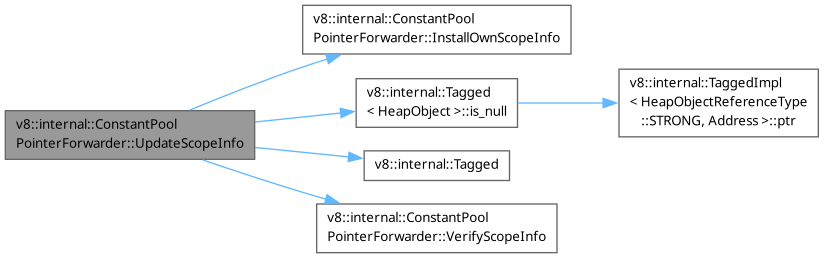 v8::internal::ConstantPool
PointerForwarder::UpdateScopeInfo
v8::internal::ConstantPool
PointerForwarder::InstallOwnScopeInfo
v8::internal::Tagged
< HeapObject >::is_null
v8::internal::TaggedImpl
< HeapObjectReferenceType
::STRONG, Address >::ptr
v8::internal::Tagged
v8::internal::ConstantPool
PointerForwarder::VerifyScopeInfo